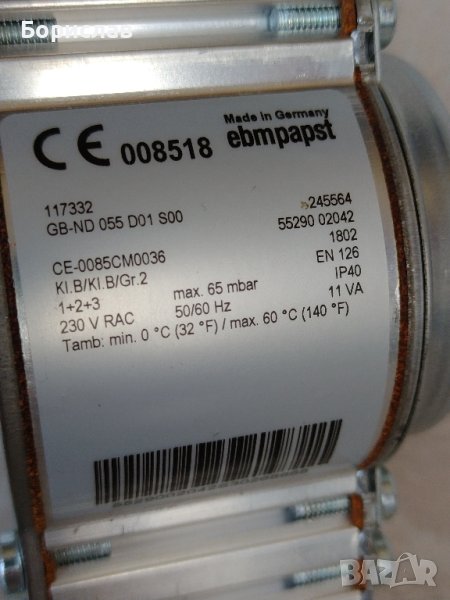 Борислав
Made in Germany
CE 008518 ebmpapst
117332 245564
GB-ND 055 D01 S00 55290 02042
1802
CE-0085CM0036 EN 126
Kl.B/Kl.B/Gr.2 max. 65 mbar IP40
1+2+3 50/60 Hz 11 VA
230 V RAC
Tamb: min. 0 °C (32 °F) / max. 60 °C (140 °F)
BAZAR